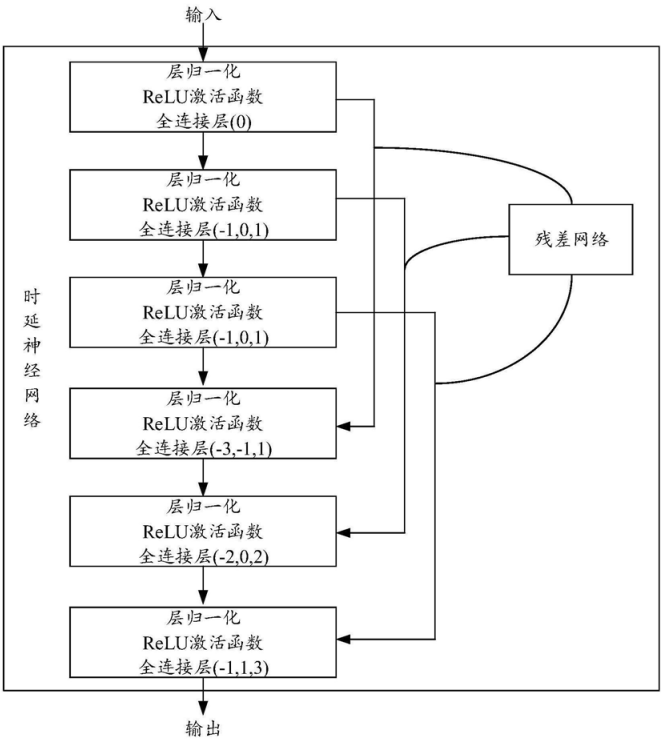 输入
层归一化
ReLU激活函数
全连接层(0)
层归一化
ReLU激活函数
全连接层(-1,0,1)
残差网络
层归一化
ReLU激活函数
全连接层(-1,0,1)
时延神经网络
层归一化
ReLU激活函数
全连接层(-3,-1,1)
层归一化
ReLU激活函数
全连接层(-2,0,2)
层归一化
ReLU激活函数
全连接层(-1,1,3)
输出